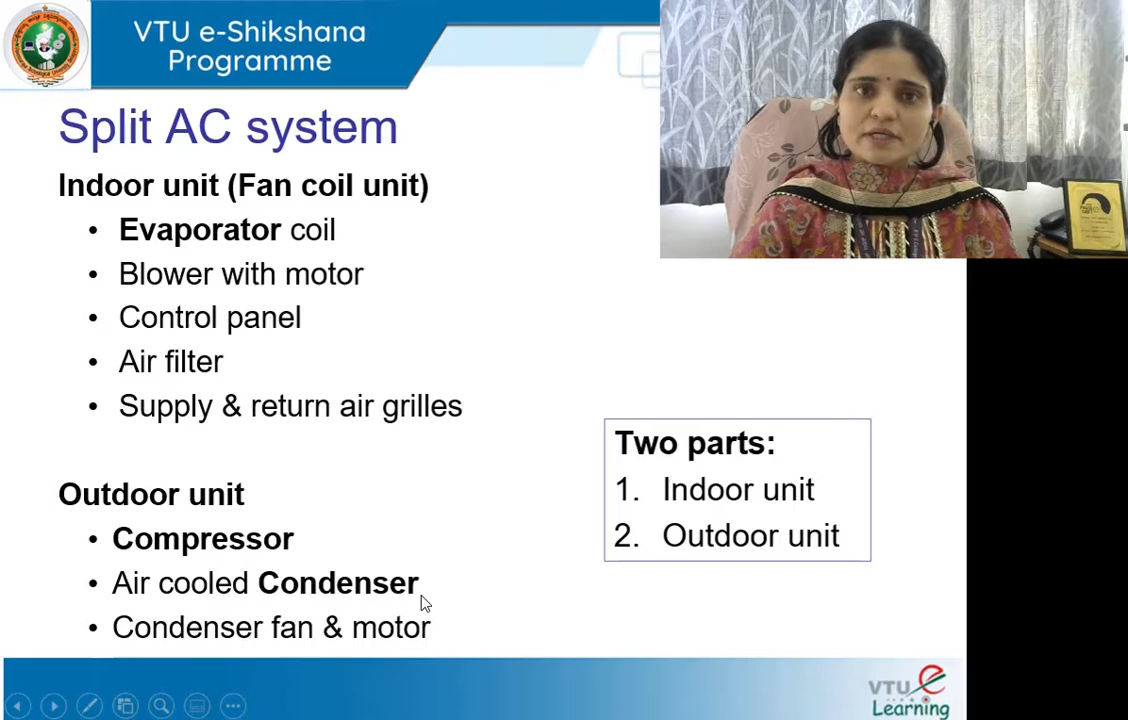 VTU e-Shikshana
Programme
Split AC system
Indoor unit (Fan coil unit)
• Evaporator coil
• Blower with motor
• Control panel
• Air filter
• Supply & return air grilles
Two parts:
1. Indoor unit
2. Outdoor unit
Outdoor unit
• Compressor
• Air cooled Condenser
• Condenser fan & motor
VTU e
Learning